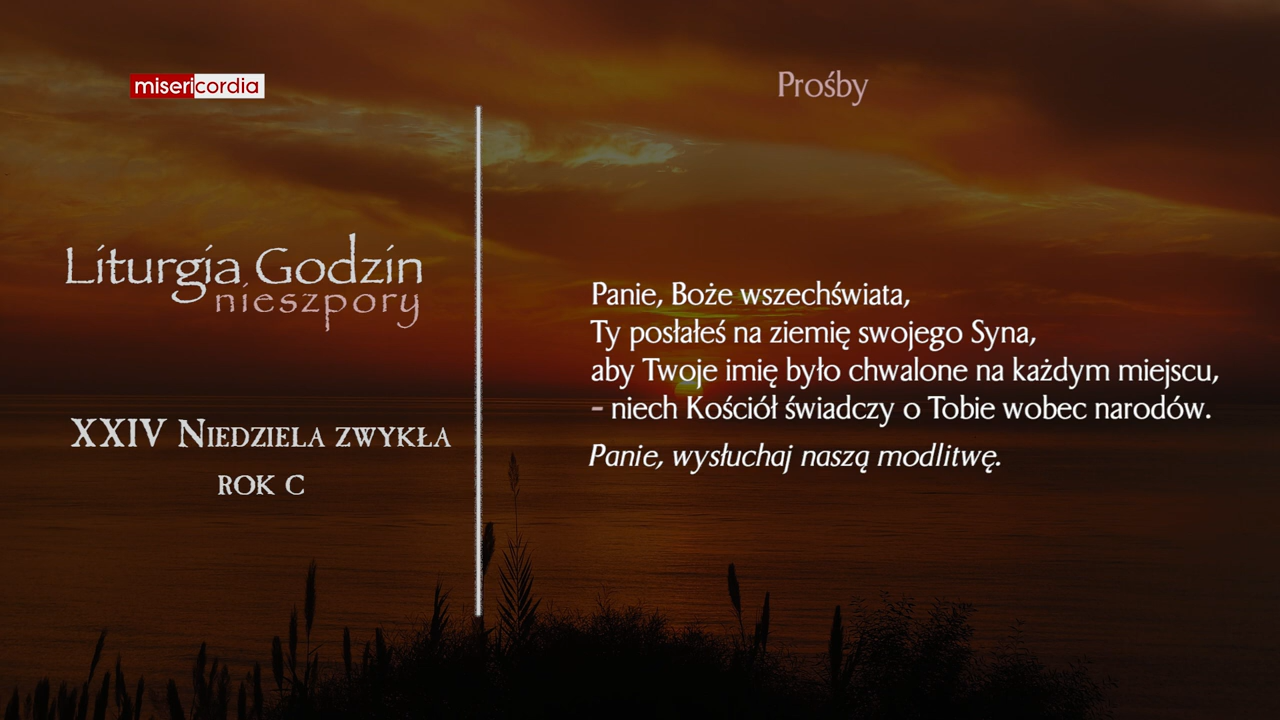 misericordia
Liturgia Godzin
nieszpory
XXIV Niedziela zwykła
rok C
Prośby
Panie, Boże wszechświata,
Ty posłałeś na ziemię swojego Syna,
aby Twoje imię było chwalone na każdym miejscu,
- niech Kościół świadczy o Tobie wobec narodów.
Panie, wysłuchaj naszą modlitwę.